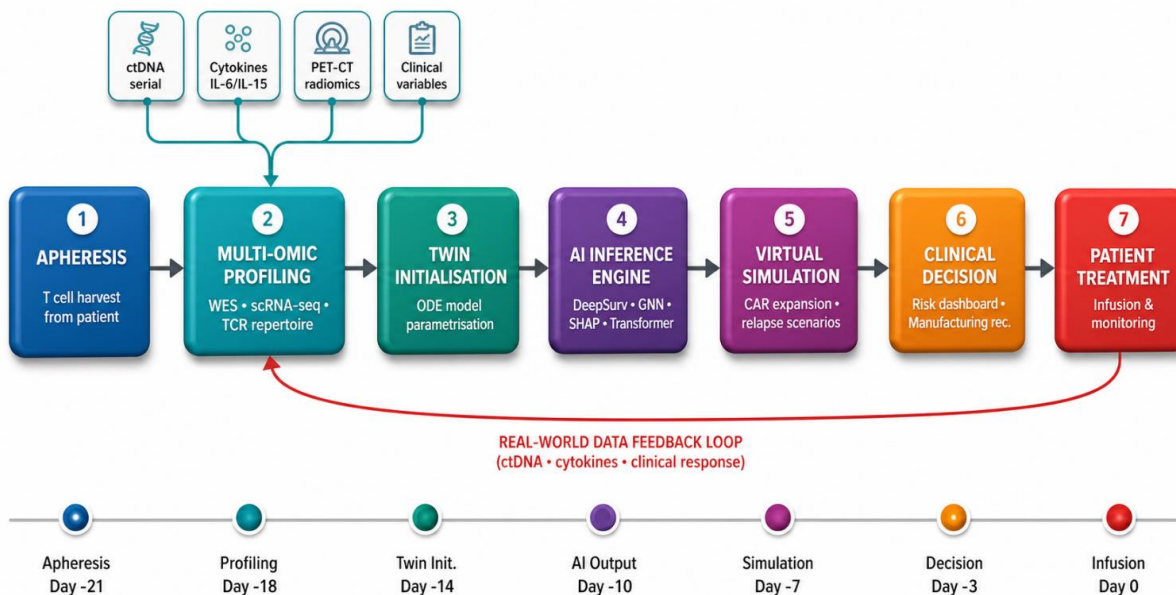 ctDNA
serial
Cytokines
IL-6/IL-15
PET-CT
radiomics
Clinical
variables
1
APHERESIS
T cell harvest
from patient
2
MULTI-OMIC
PROFILING
WES • scRNA-seq •
TCR repertoire
3
TWIN
INITIALISATION
ODE model
parametrisation
4
AI INFERENCE
ENGINE
DeepSurv • GNN •
SHAP • Transformer
5
VIRTUAL
SIMULATION
CAR expansion •
relapse scenarios
6
CLINICAL
DECISION
Risk dashboard •
Manufacturing rec.
7
PATIENT
TREATMENT
Infusion &
monitoring
REAL-WORLD DATA FEEDBACK LOOP
(ctDNA • cytokines • clinical response)
Apheresis
Day -21
Profiling
Day -18
Twin Init.
Day -14
AI Output
Day -10
Simulation
Day -7
Decision
Day -3
Infusion
Day 0